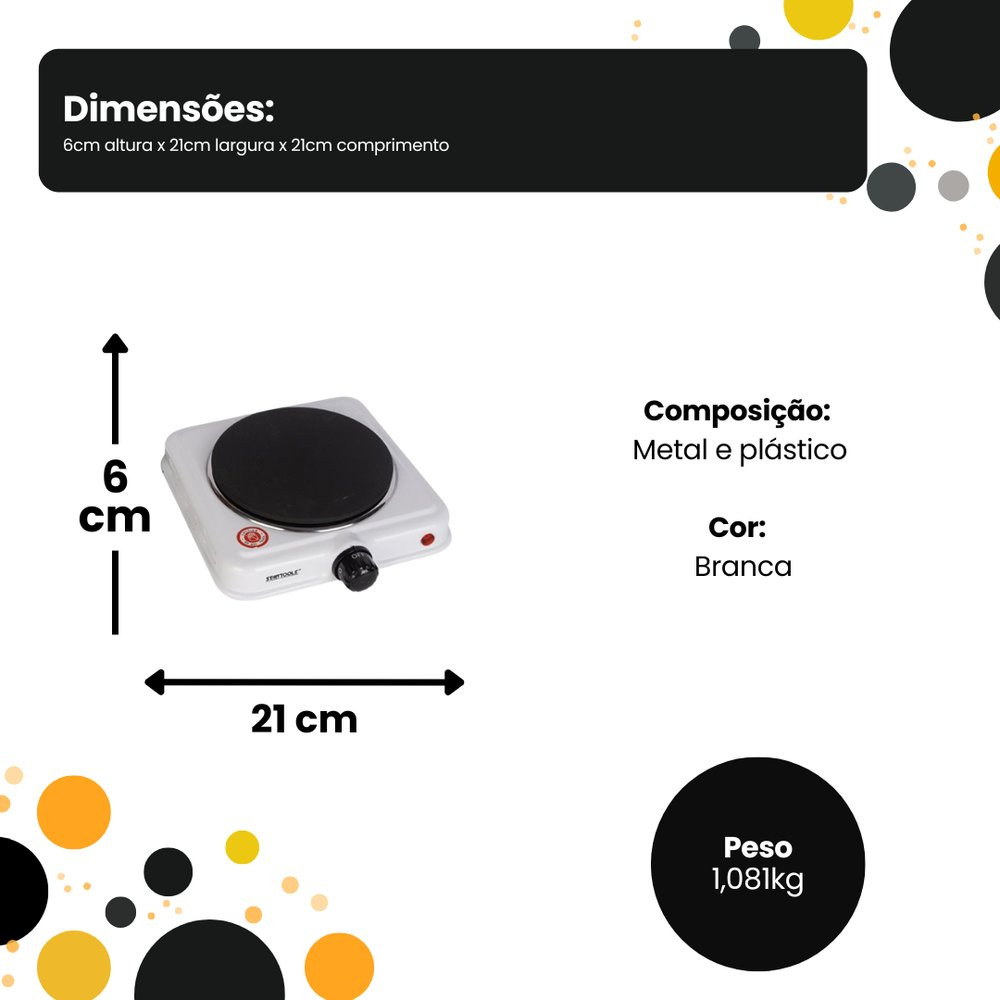 Dimensões:
6cm altura x 21cm largura x 21cm comprimento
6
cm
Composição:
Metal e plástico
Cor:
Branca
STARTOOLS
21 cm
Peso
1,081kg